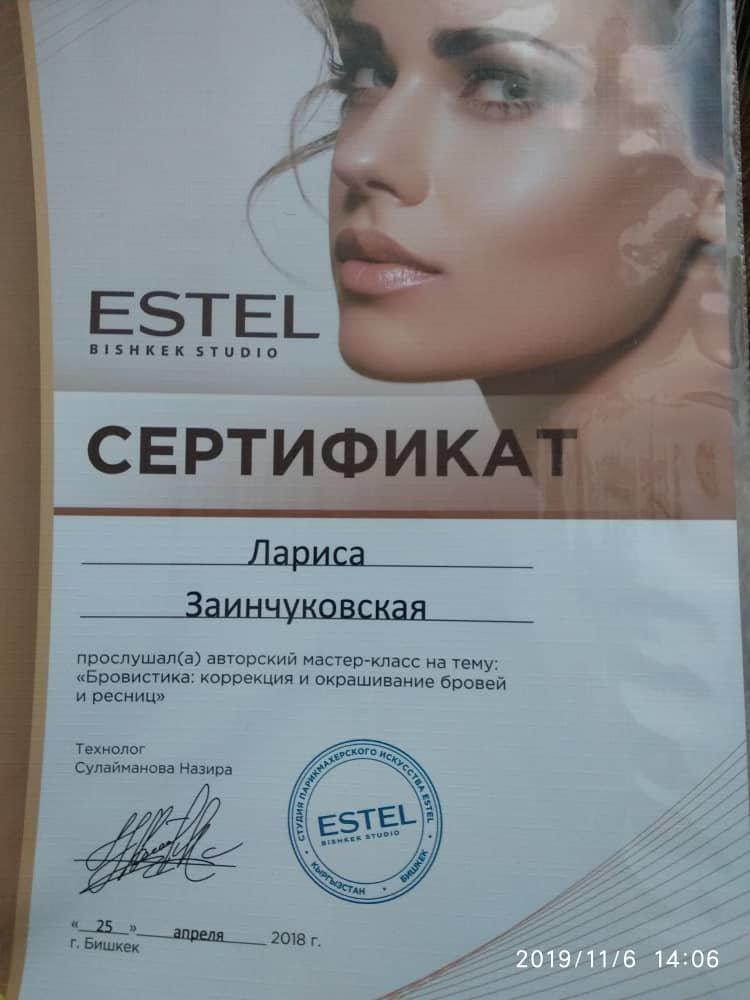 ESTEL
BISHKEK STUDIO
СЕРТИФИКАТ
Лариса
Заинчуковская
прослушал(а) авторский мастер-класс на тему:
«Бровистика: коррекция и окрашивание бровей
и ресниц»
Технолог
Сулайманова Назира
СТУДИЯ ПАРИКМАХЕРСКОГО ИСКУССТВА ESTEL
ESTEL
BISHKEK STUDIO
• КЫРГЫЗСТАН • БИШКЕК
« 25 » апреля 2018 г.
г. Бишкек
2019/11/6 14:06